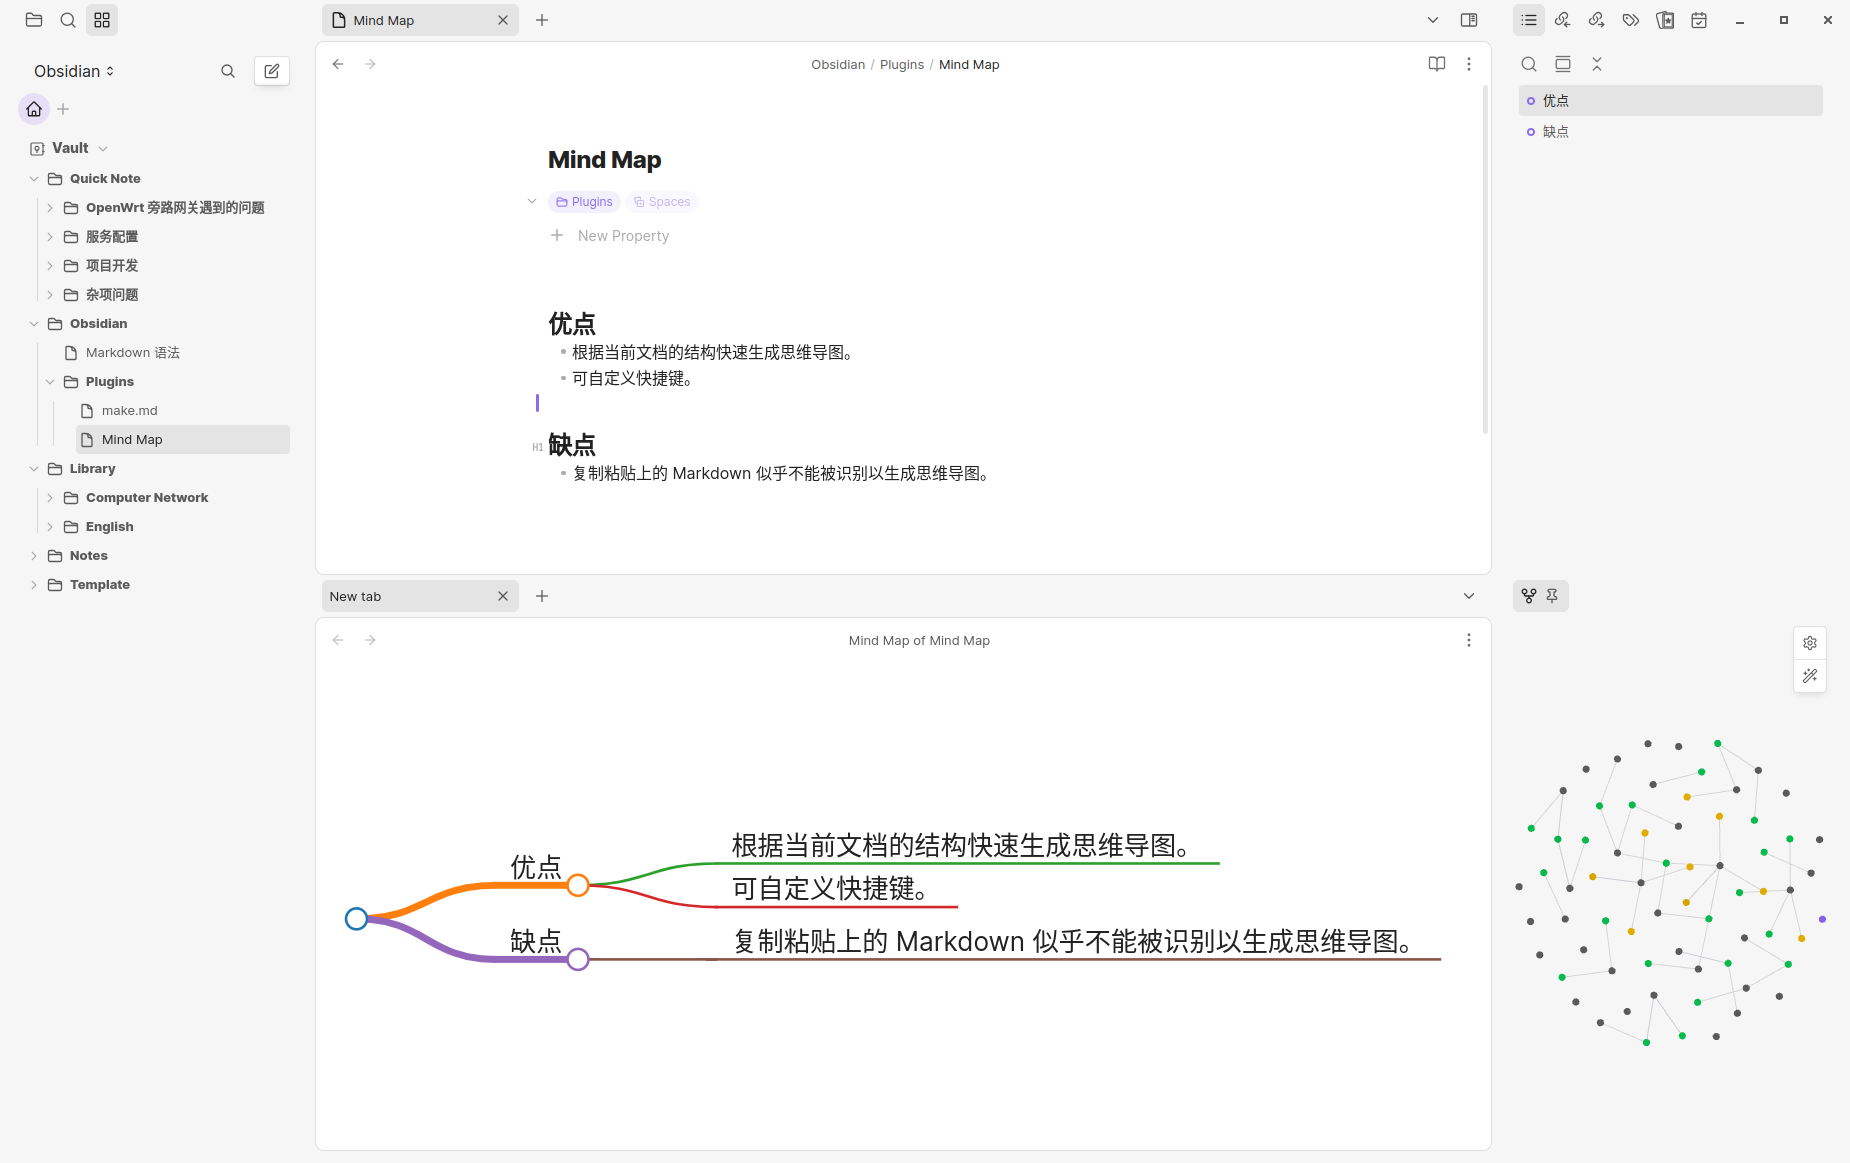 Mind Map
Obsidian
Vault
Quick Note
OpenWrt 旁路网关遇到的问题
服务配置
项目开发
杂项问题
Obsidian
Markdown 语法
Plugins
make.md
Mind Map
Library
Computer Network
English
Notes
Template
Obsidian / Plugins / Mind Map
Mind Map
Plugins Spaces
New Property
优点
根据当前文档的结构快速生成思维导图。
可自定义快捷键。
H1 缺点
复制粘贴上的 Markdown 似乎不能被识别以生成思维导图。
New tab
Mind Map of Mind Map
优点
根据当前文档的结构快速生成思维导图。
可自定义快捷键。
缺点
复制粘贴上的 Markdown 似乎不能被识别以生成思维导图。
优点
缺点